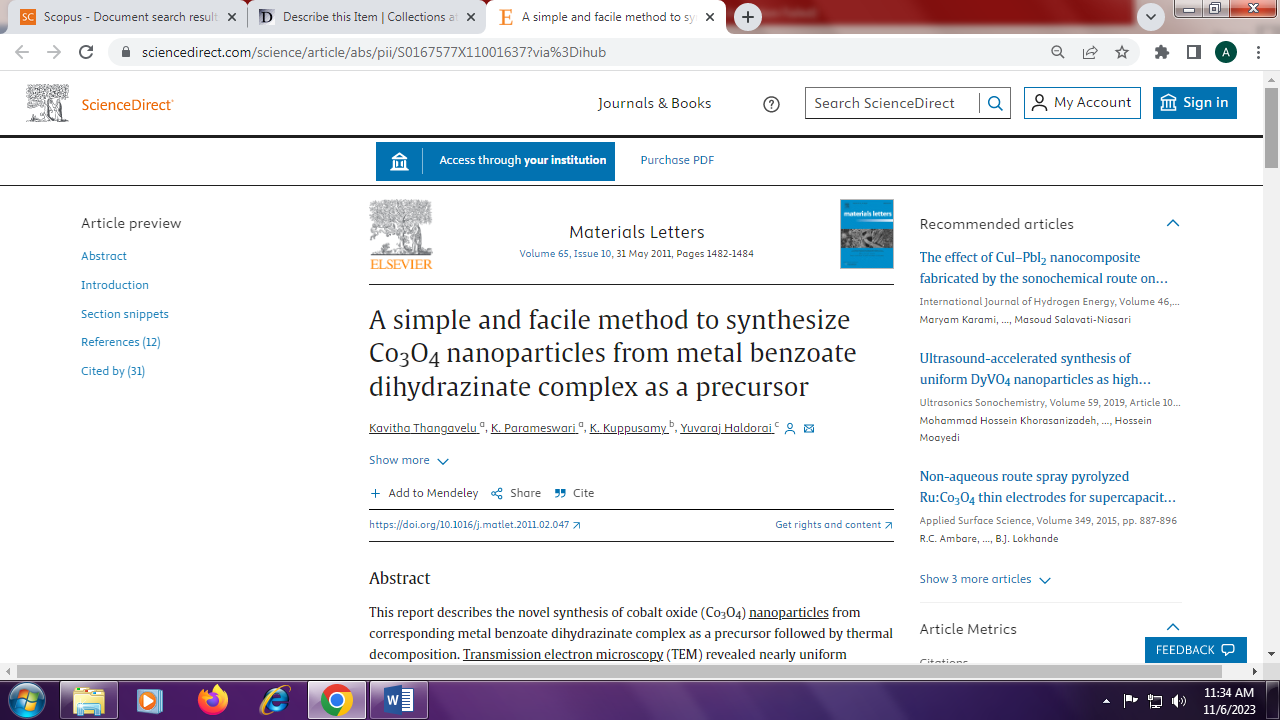 Scopus - Document search result
Describe this Item | Collections at
A simple and facile method to sy
sciencedirect.com/science/article/abs/pii/S0167577X11001637?via%3Dihub
A
ScienceDirect
Journals & Books
Search ScienceDirect
My Account
Sign in
Access through your institution
Purchase PDF
Article preview
Abstract
Introduction
Section snippets
References (12)
Cited by (31)
ELSEVIER
Materials Letters
Volume 65, Issue 10, 31 May 2011, Pages 1482-1484
materials letters
A simple and facile method to synthesize
Co₃O₄ nanoparticles from metal benzoate
dihydrazinate complex as a precursor
Kavitha Thangavelu ᵃ, K. Parameswari ᵃ, K. Kuppusamy ᵇ, Yuvaraj Haldorai ᶜ
Show more
Add to Mendeley
Share
Cite
https://doi.org/10.1016/j.matlet.2011.02.047
Get rights and content
Abstract
This report describes the novel synthesis of cobalt oxide (Co₃O₄) nanoparticles from
corresponding metal benzoate dihydrazinate complex as a precursor followed by thermal
decomposition. Transmission electron microscopy (TEM) revealed nearly uniform
Recommended articles
The effect of CuI–PbI₂ nanocomposite
fabricated by the sonochemical route on…
International Journal of Hydrogen Energy, Volume 46,...
Maryam Karami, …, Masoud Salavati-Niasari
Ultrasound-accelerated synthesis of
uniform DyVO₄ nanoparticles as high…
Ultrasonics Sonochemistry, Volume 59, 2019, Article 10...
Mohammad Hossein Khorasanizadeh, …, Hossein
Moayedi
Non-aqueous route spray pyrolyzed
Ru:Co₃O₄ thin electrodes for supercapacit…
Applied Surface Science, Volume 349, 2015, pp. 887-896
R.C. Ambare, …, B.J. Lokhande
Show 3 more articles
Article Metrics
Citations
FEEDBACK
11:34 AM
11/6/2023